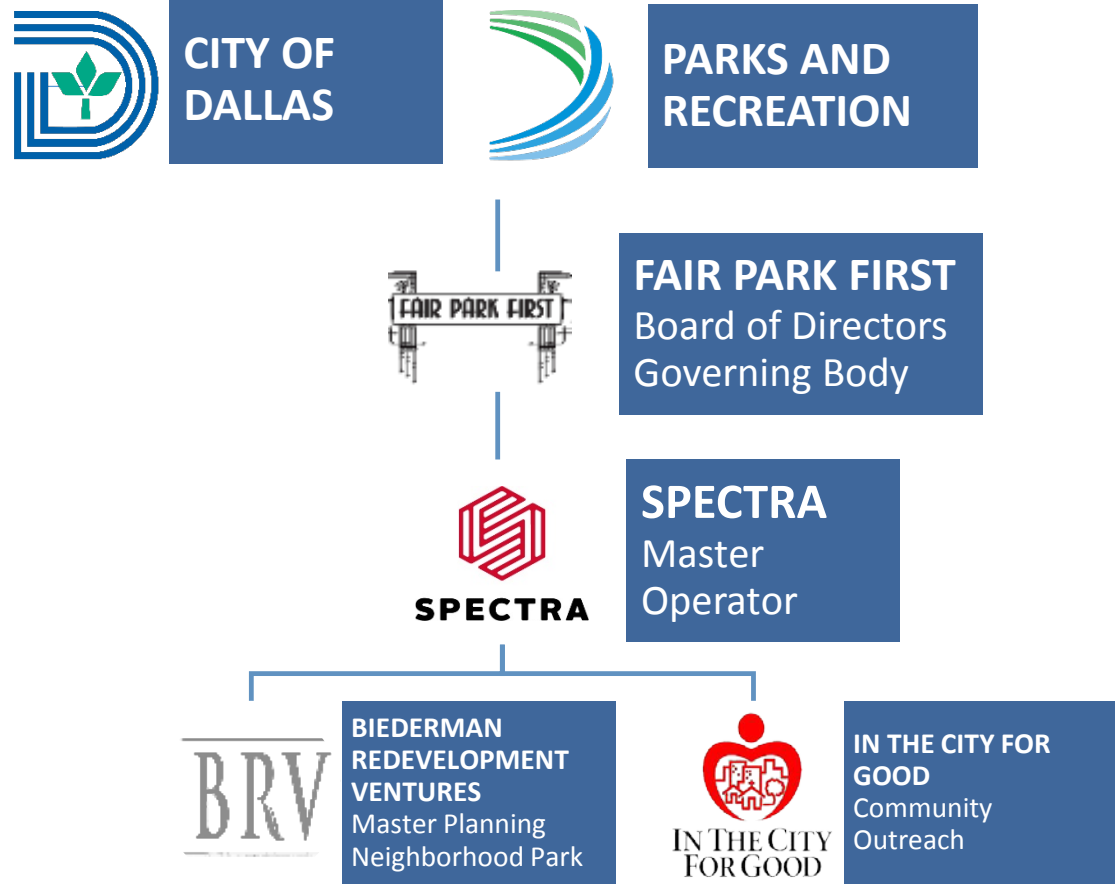 CITY OF
DALLAS
PARKS AND
RECREATION
FAIR PARK FIRST
FAIR PARK FIRST
Board of Directors
Governing Body
SPECTRA
SPECTRA
Master
Operator
BRV
BIEDERMAN
REDEVELOPMENT
VENTURES
Master Planning
Neighborhood Park
IN THE CITY
FOR GOOD
IN THE CITY FOR
GOOD
Community
Outreach